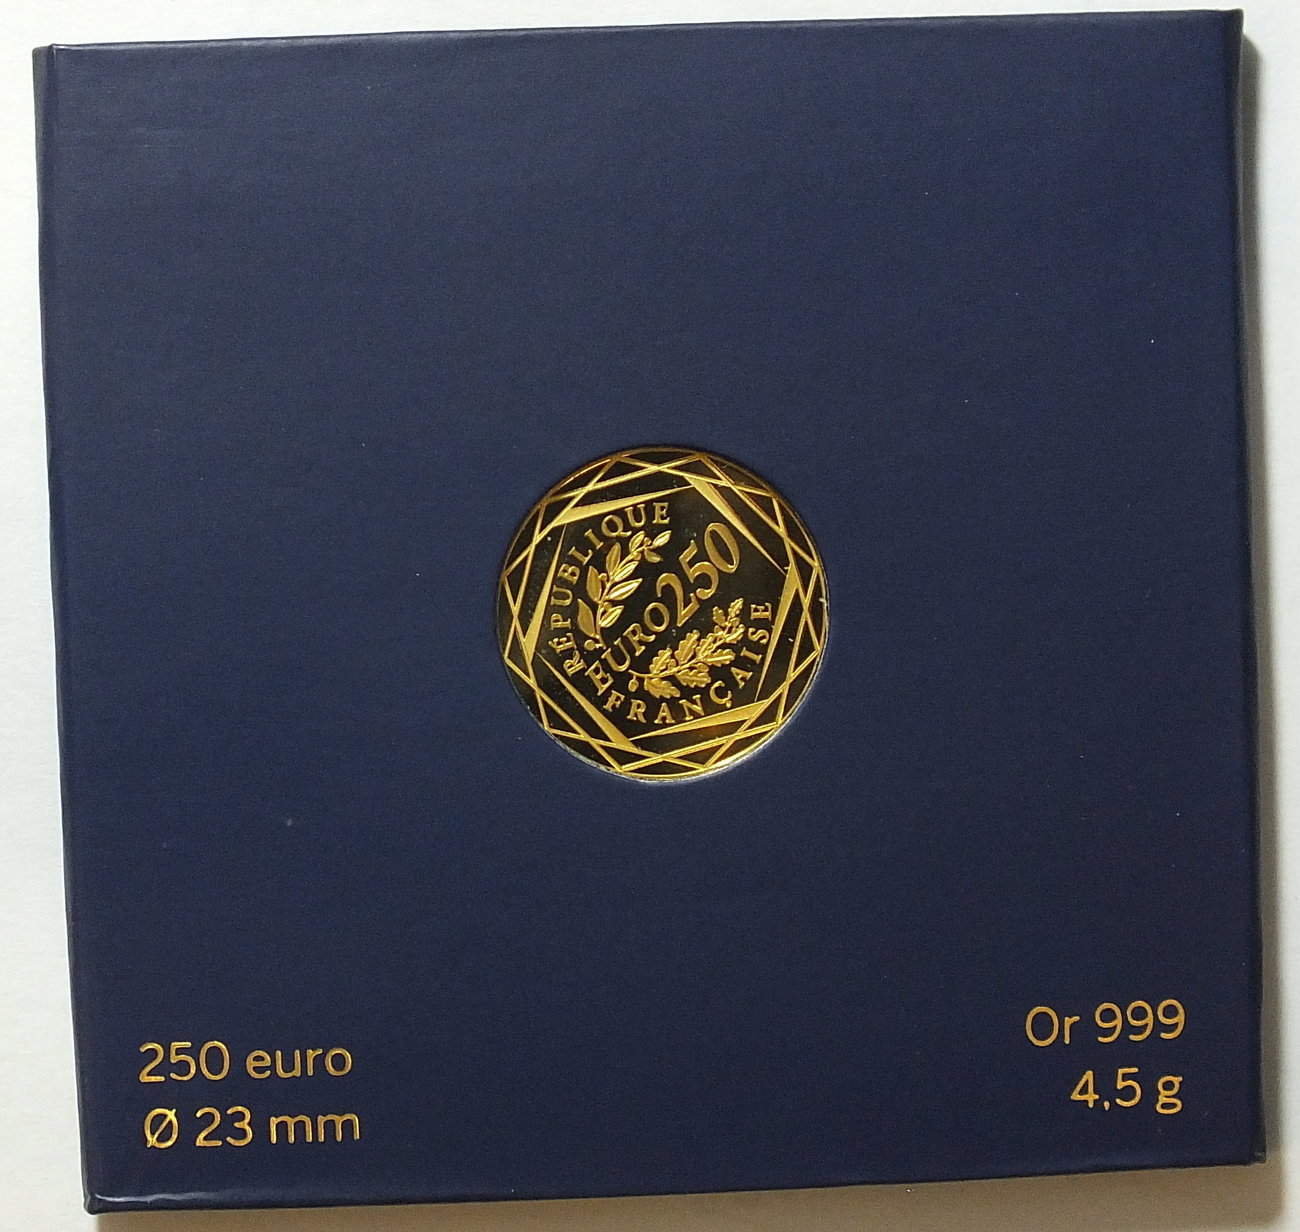 RÉPUBLIQUE
EURO 250
FRANÇAISE
250 euro
Ø 23 mm
Or 999
4,5 g